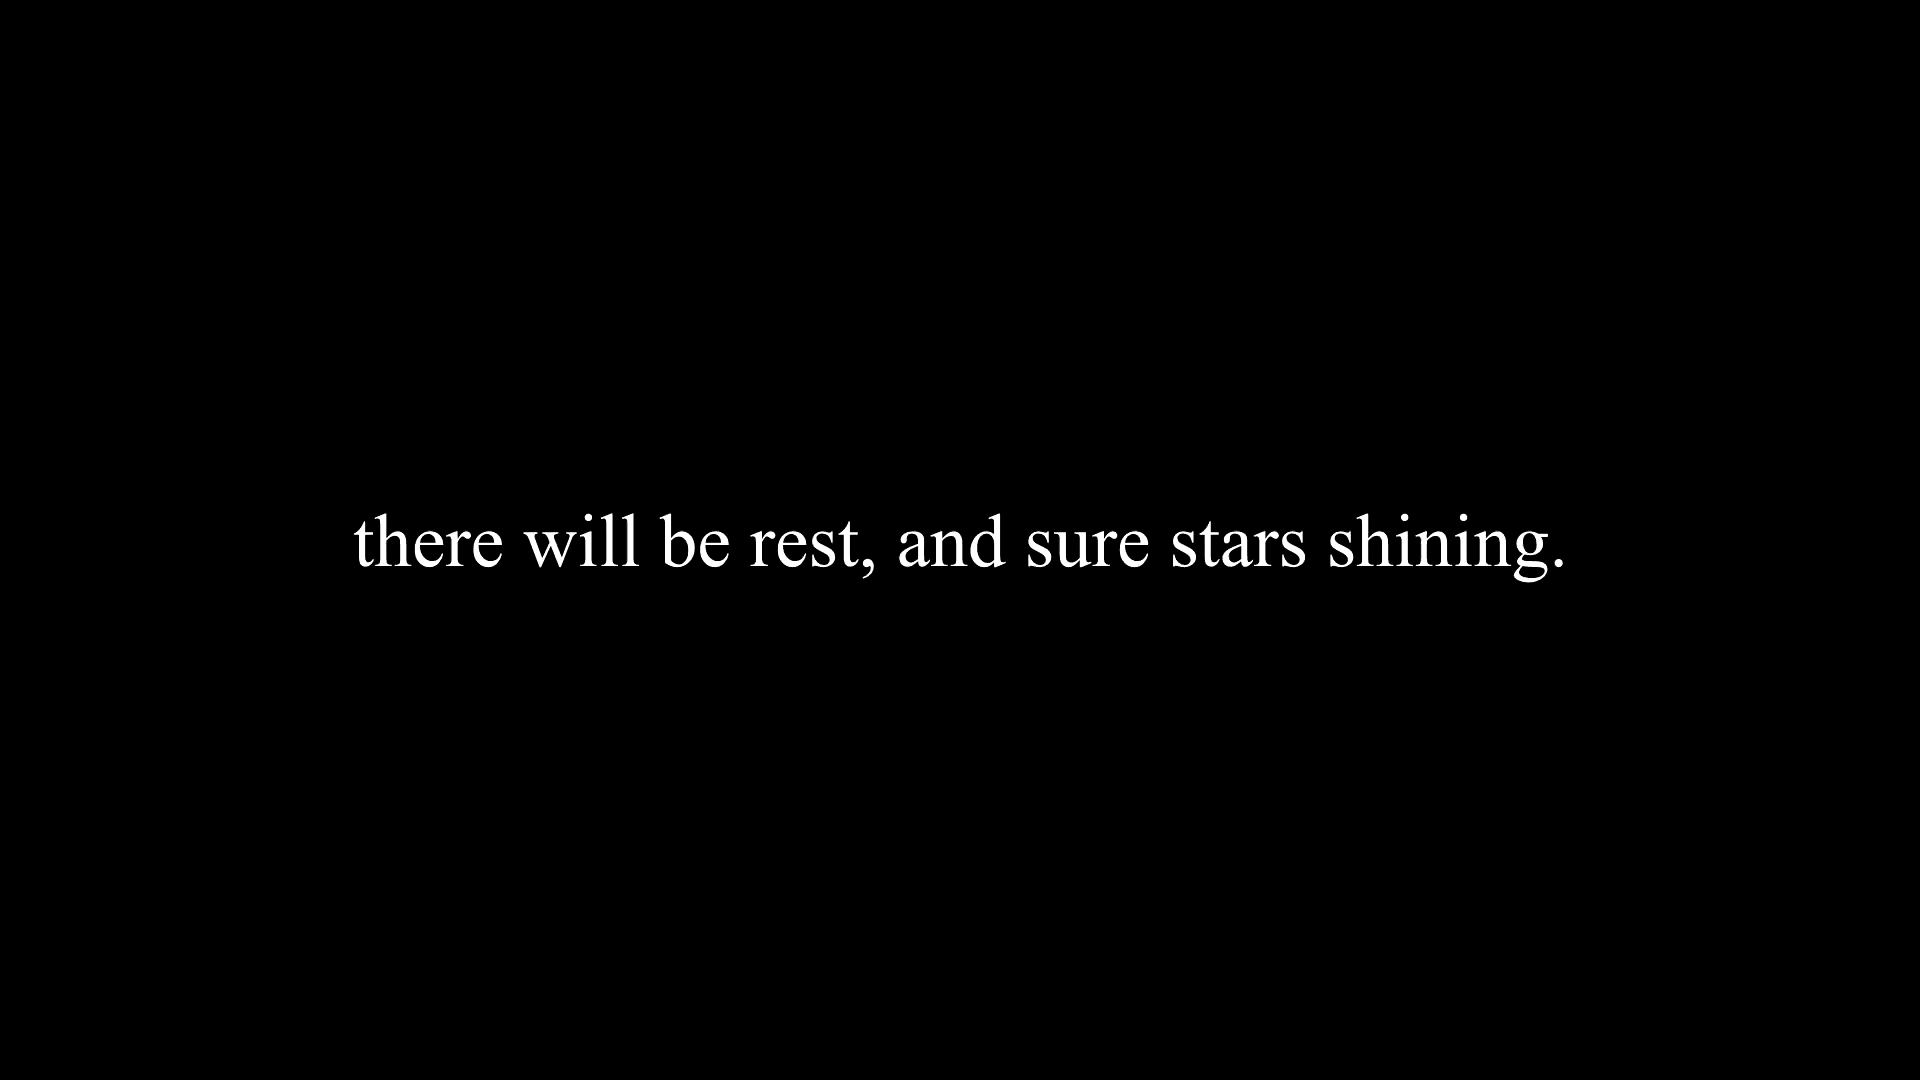 there will be rest, and sure stars shining.